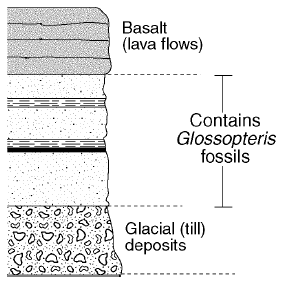 Basalt
(lava flows)
Contains
Glossopteris
fossils
Glacial (till)
deposits